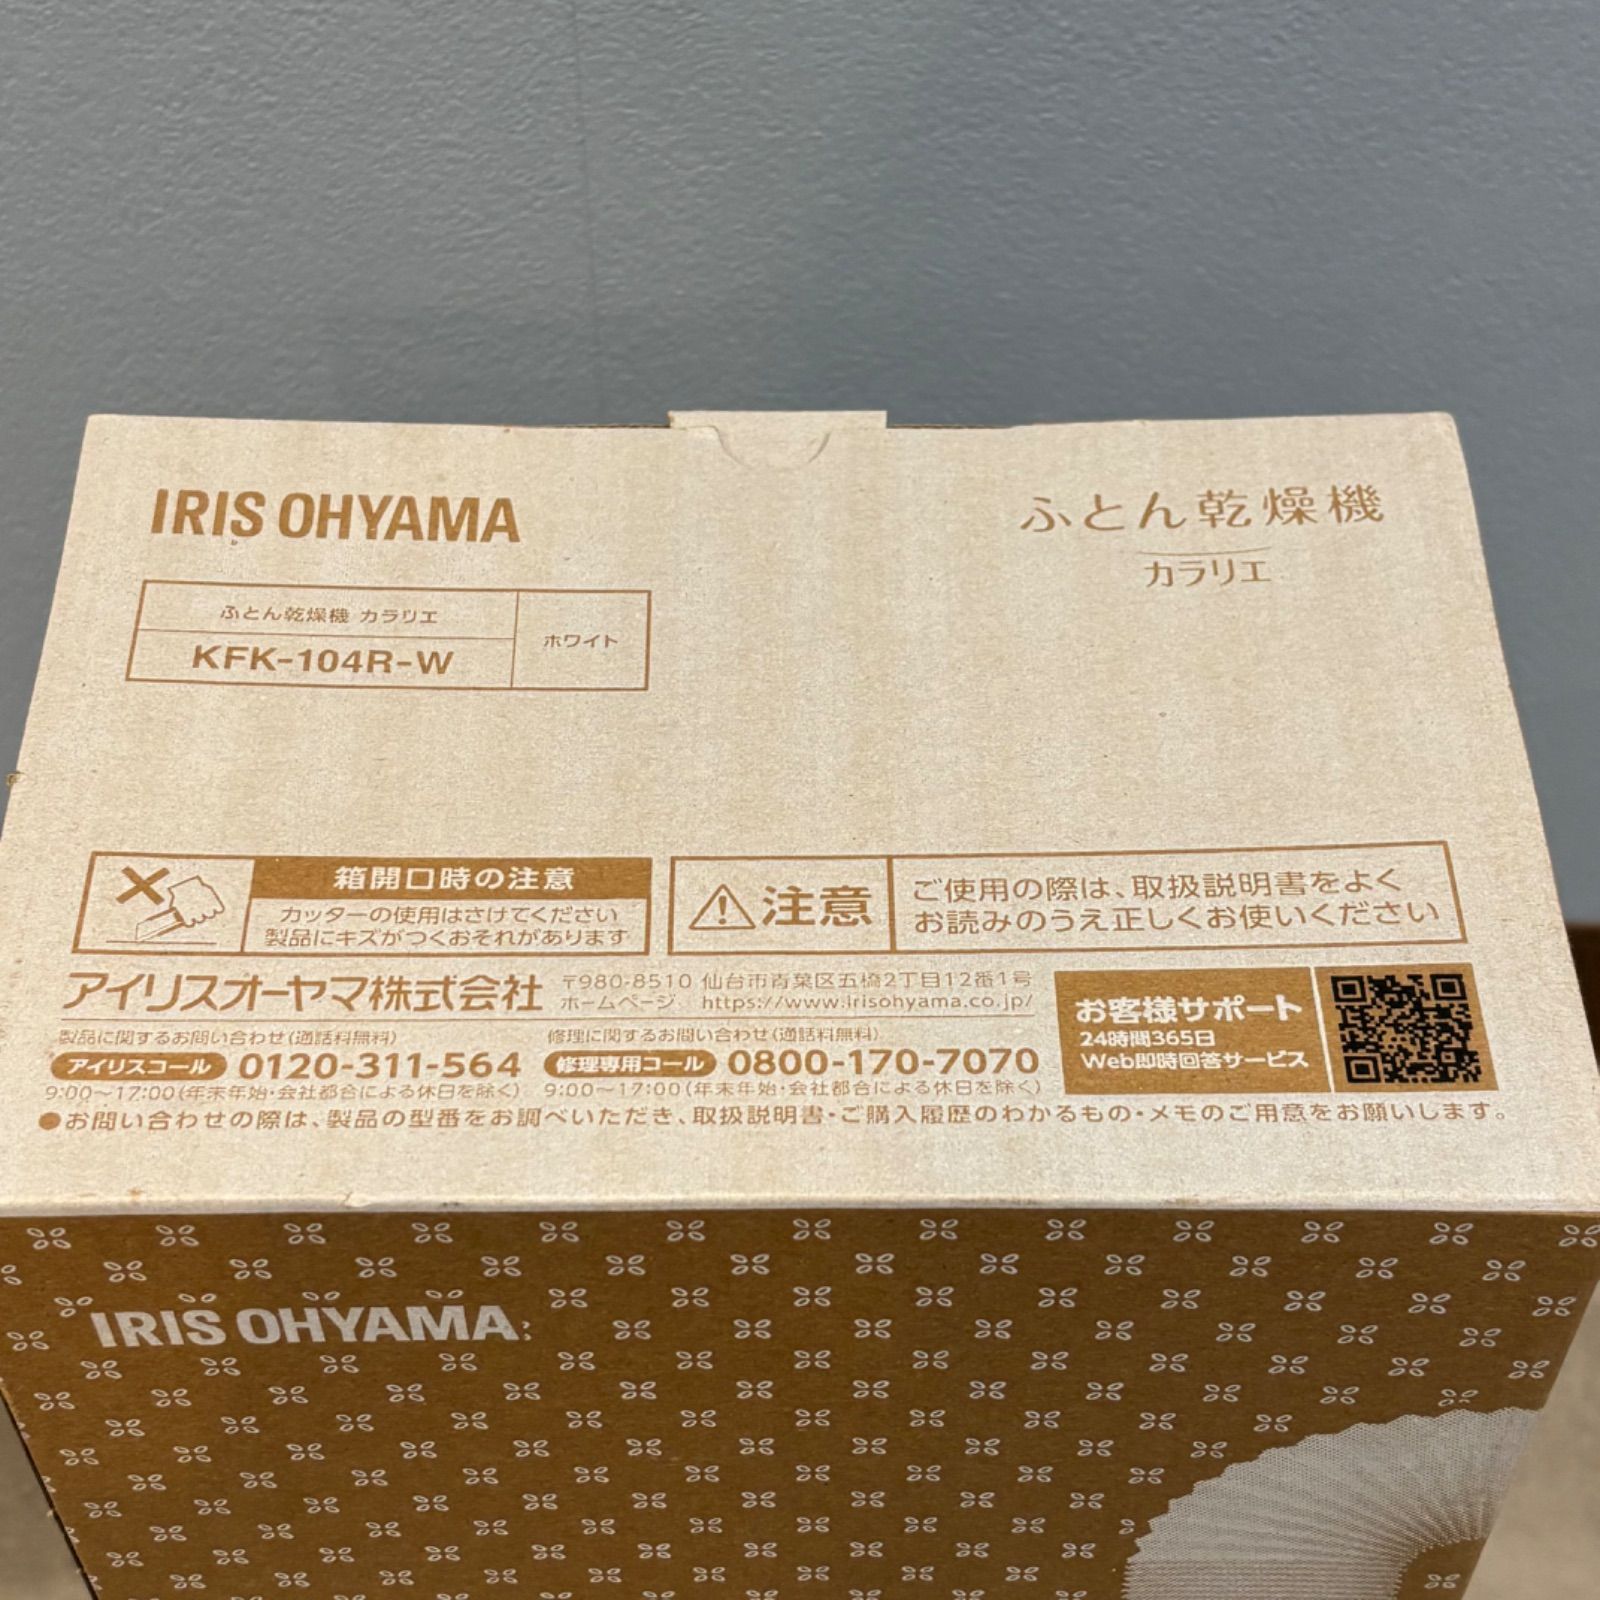 IRIS OHYAMA
ふとん乾燥機
カラリエ
ふとん乾燥機 カラリエ
KFK-104R-W
ホワイト
箱開口時の注意
カッターの使用はさけてください
製品にキズがつくおそれがあります
注意
ご使用の際は、取扱説明書をよく
お読みのうえ正しくお使いください
アイリスオーヤマ株式会社
〒980-8510 仙台市青葉区五橋2丁目12番1号
ホームページ https://www.irisohyama.co.jp/
製品に関するお問い合わせ(通話料無料)
アイリスコール 0120-311-564
9:00〜17:00(年末年始・会社都合による休日を除く)
修理に関するお問い合わせ(通話料無料)
修理専用コール 0800-170-7070
9:00〜17:00(年末年始・会社都合による休日を除く)
お客様サポート
24時間365日
Web即時回答サービス
●お問い合わせの際は、製品の型番をお調べいただき、取扱説明書・ご購入履歴のわかるもの・メモのご用意をお願いします。
IRIS OHYAMA